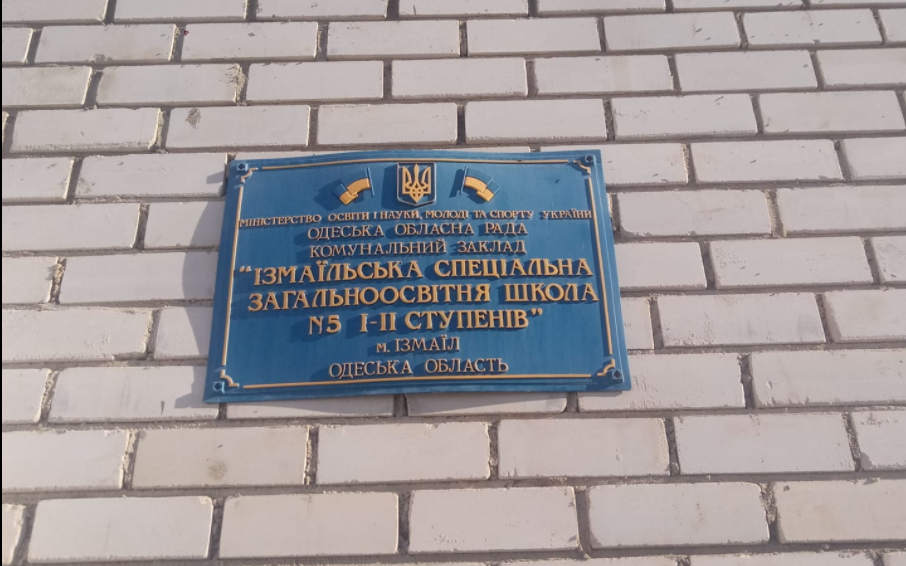 МІНІСТЕРСТВО ОСВІТИ І НАУКИ, МОЛОДІ ТА СПОРТУ УКРАЇНИ
ОДЕСЬКА ОБЛАСНА РАДА
КОМУНАЛЬНИЙ ЗАКЛАД
"ІЗМАЇЛЬСЬКА СПЕЦІАЛЬНА
ЗАГАЛЬНООСВІТНЯ ШКОЛА
N5 І-ІІ СТУПЕНІВ"
м. ІЗМАЇЛ
ОДЕСЬКА ОБЛАСТЬ